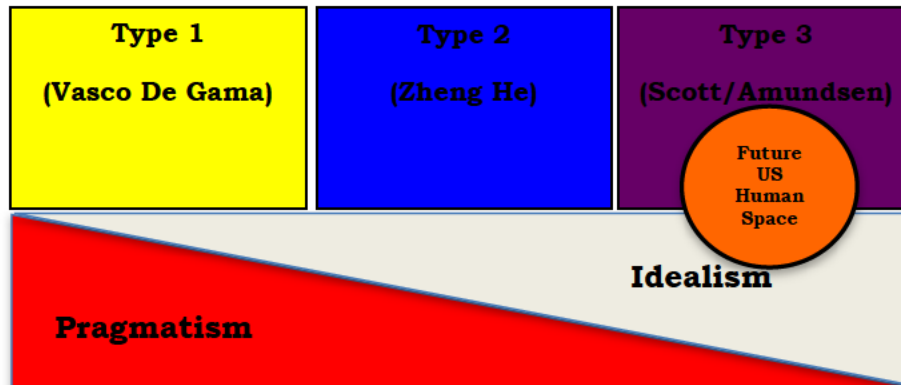 Type 1
(Vasco De Gama)
Type 2
(Zheng He)
Type 3
(Scott/Amundsen)
Future
US
Human
Space
Idealism
Pragmatism